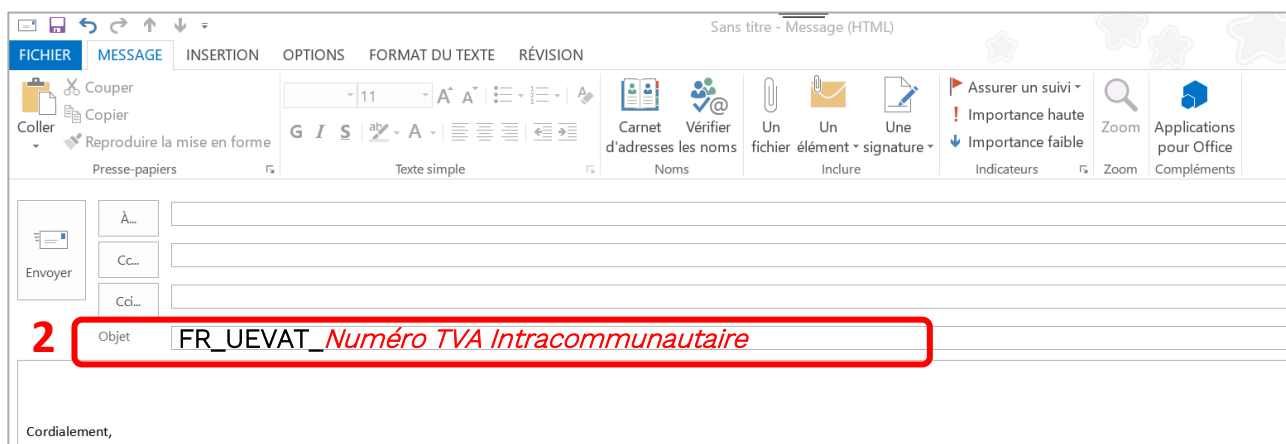 Sans titre - Message (HTML)
FICHIER MESSAGE INSERTION OPTIONS FORMAT DU TEXTE RÉVISION
Coller
Couper
Copier
Reproduire la mise en forme
Presse-papiers
11
G I S
Texte simple
Carnet d'adresses
Vérifier les noms
Noms
Un fichier
Un élément
Une signature
Inclure
Assurer un suivi
Importance haute
Importance faible
Indicateurs
Zoom
Zoom
Applications pour Office
Compléments
Envoyer
À...
Cc...
Cci...
2
Objet FR_UEVAT_Numéro TVA Intracommunautaire
Cordialement,